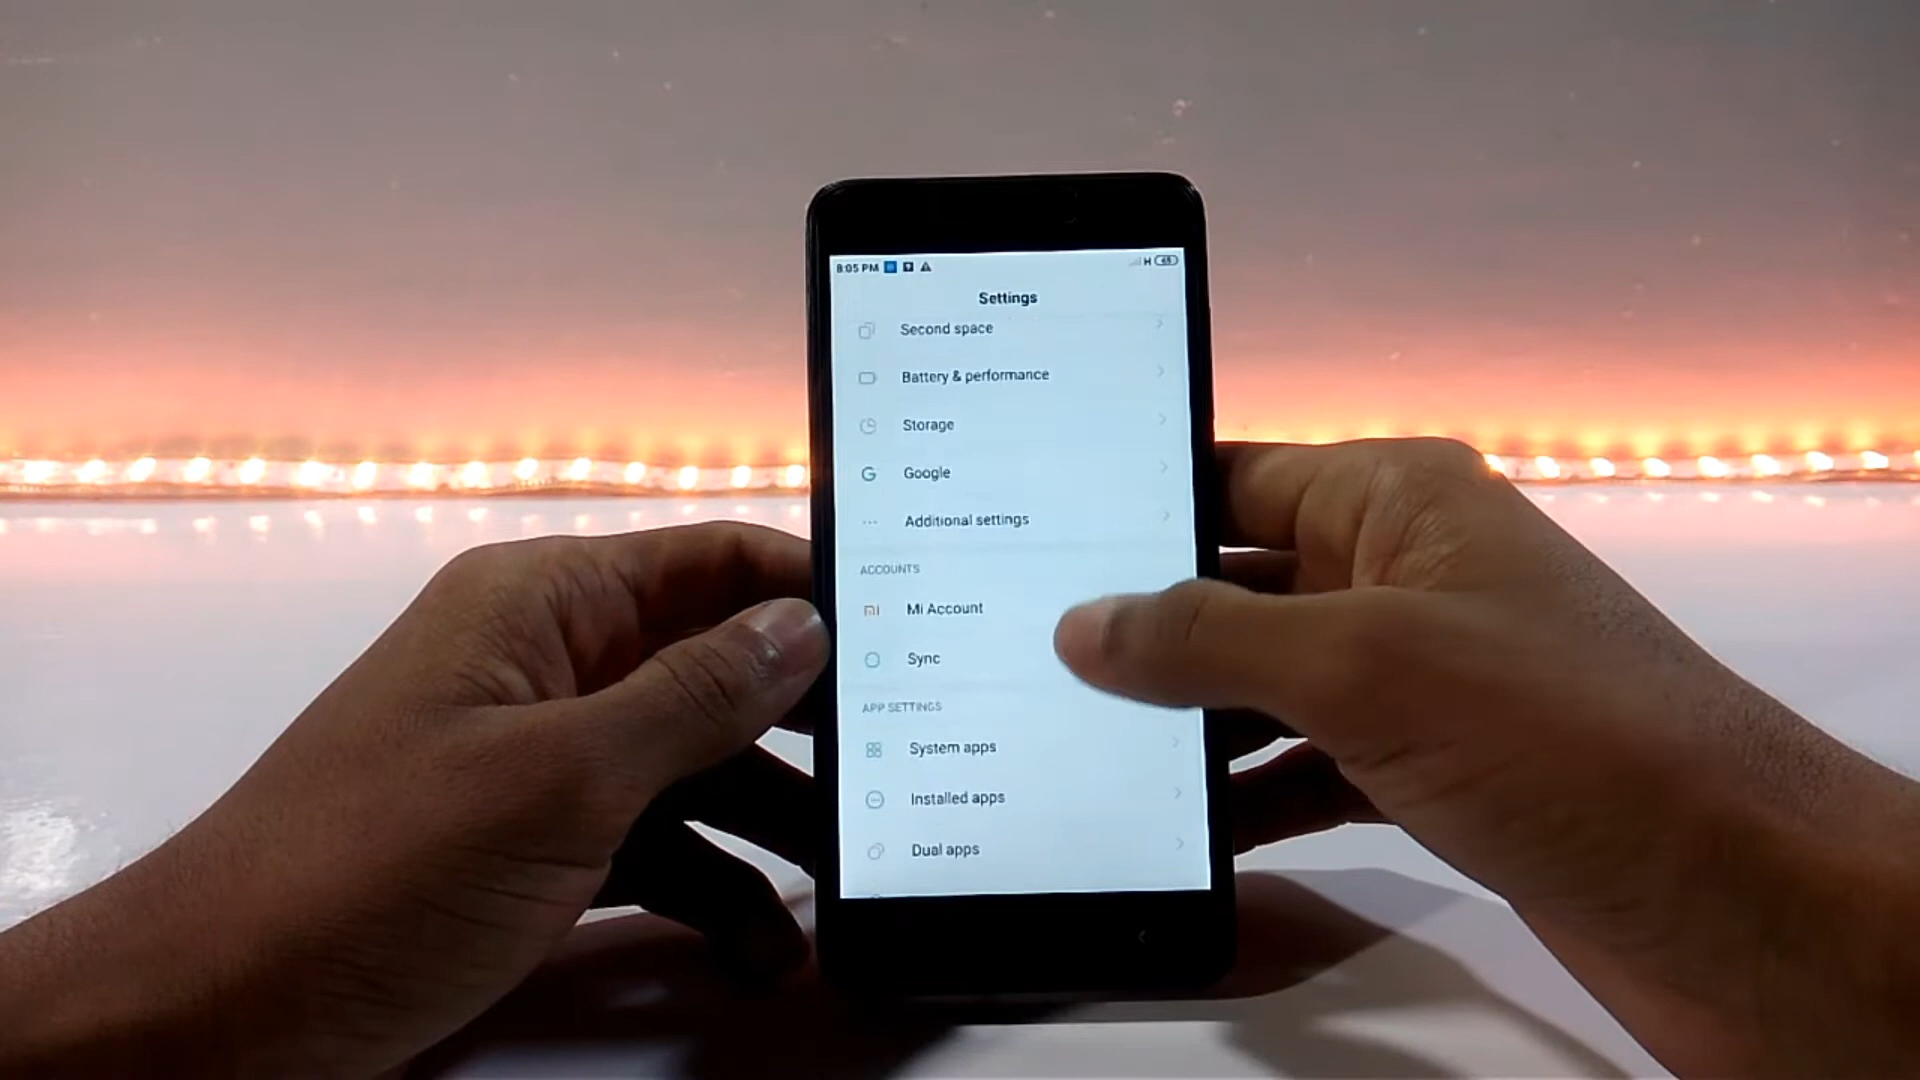 8:05 PM H 65
Settings
Second space
Battery & performance
Storage
Google
Additional settings
ACCOUNTS
Mi Account
Sync
APP SETTINGS
System apps
Installed apps
Dual apps